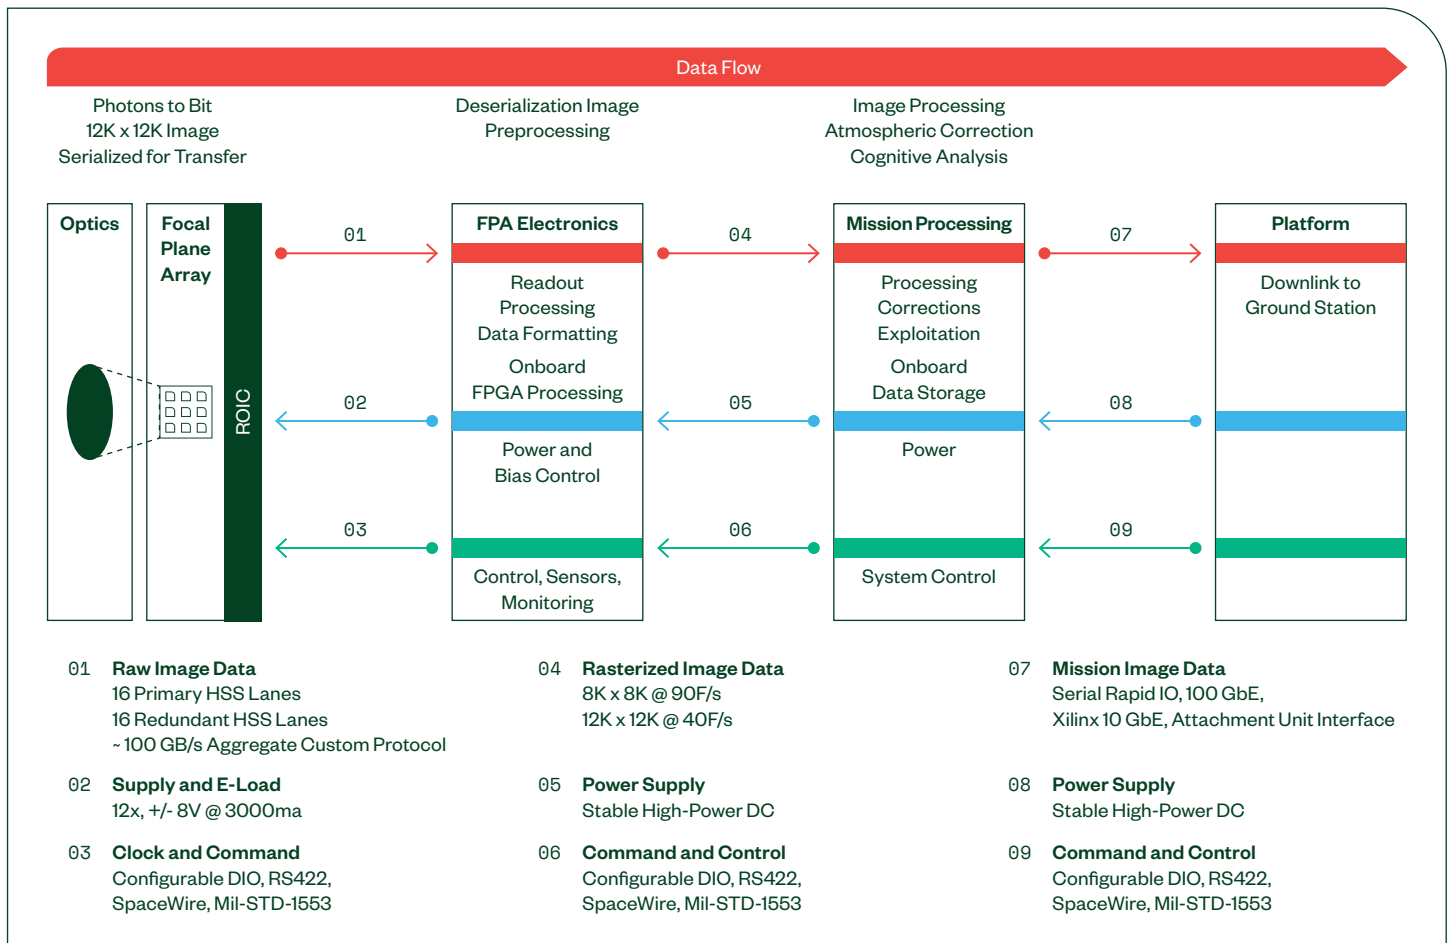 Data Flow
Photons to Bit
12K x 12K Image
Serialized for Transfer
Deserialization Image
Preprocessing
Image Processing
Atmospheric Correction
Cognitive Analysis
Optics
Focal
Plane
Array
ROIC
01
02
03
FPA Electronics
Readout
Processing
Data Formatting
Onboard
FPGA Processing
Power and
Bias Control
Control, Sensors,
Monitoring
04
05
06
Mission Processing
Processing
Corrections
Exploitation
Onboard
Data Storage
Power
System Control
07
08
09
Platform
Downlink to
Ground Station
01 Raw Image Data
16 Primary HSS Lanes
16 Redundant HSS Lanes
~ 100 GB/s Aggregate Custom Protocol
02 Supply and E-Load
12x, +/- 8V @ 3000ma
03 Clock and Command
Configurable DIO, RS422,
SpaceWire, Mil-STD-1553
04 Rasterized Image Data
8K x 8K @ 90F/s
12K x 12K @ 40F/s
05 Power Supply
Stable High-Power DC
06 Command and Control
Configurable DIO, RS422,
SpaceWire, Mil-STD-1553
07 Mission Image Data
Serial Rapid IO, 100 GbE,
Xilinx 10 GbE, Attachment Unit Interface
08 Power Supply
Stable High-Power DC
09 Command and Control
Configurable DIO, RS422,
SpaceWire, Mil-STD-1553